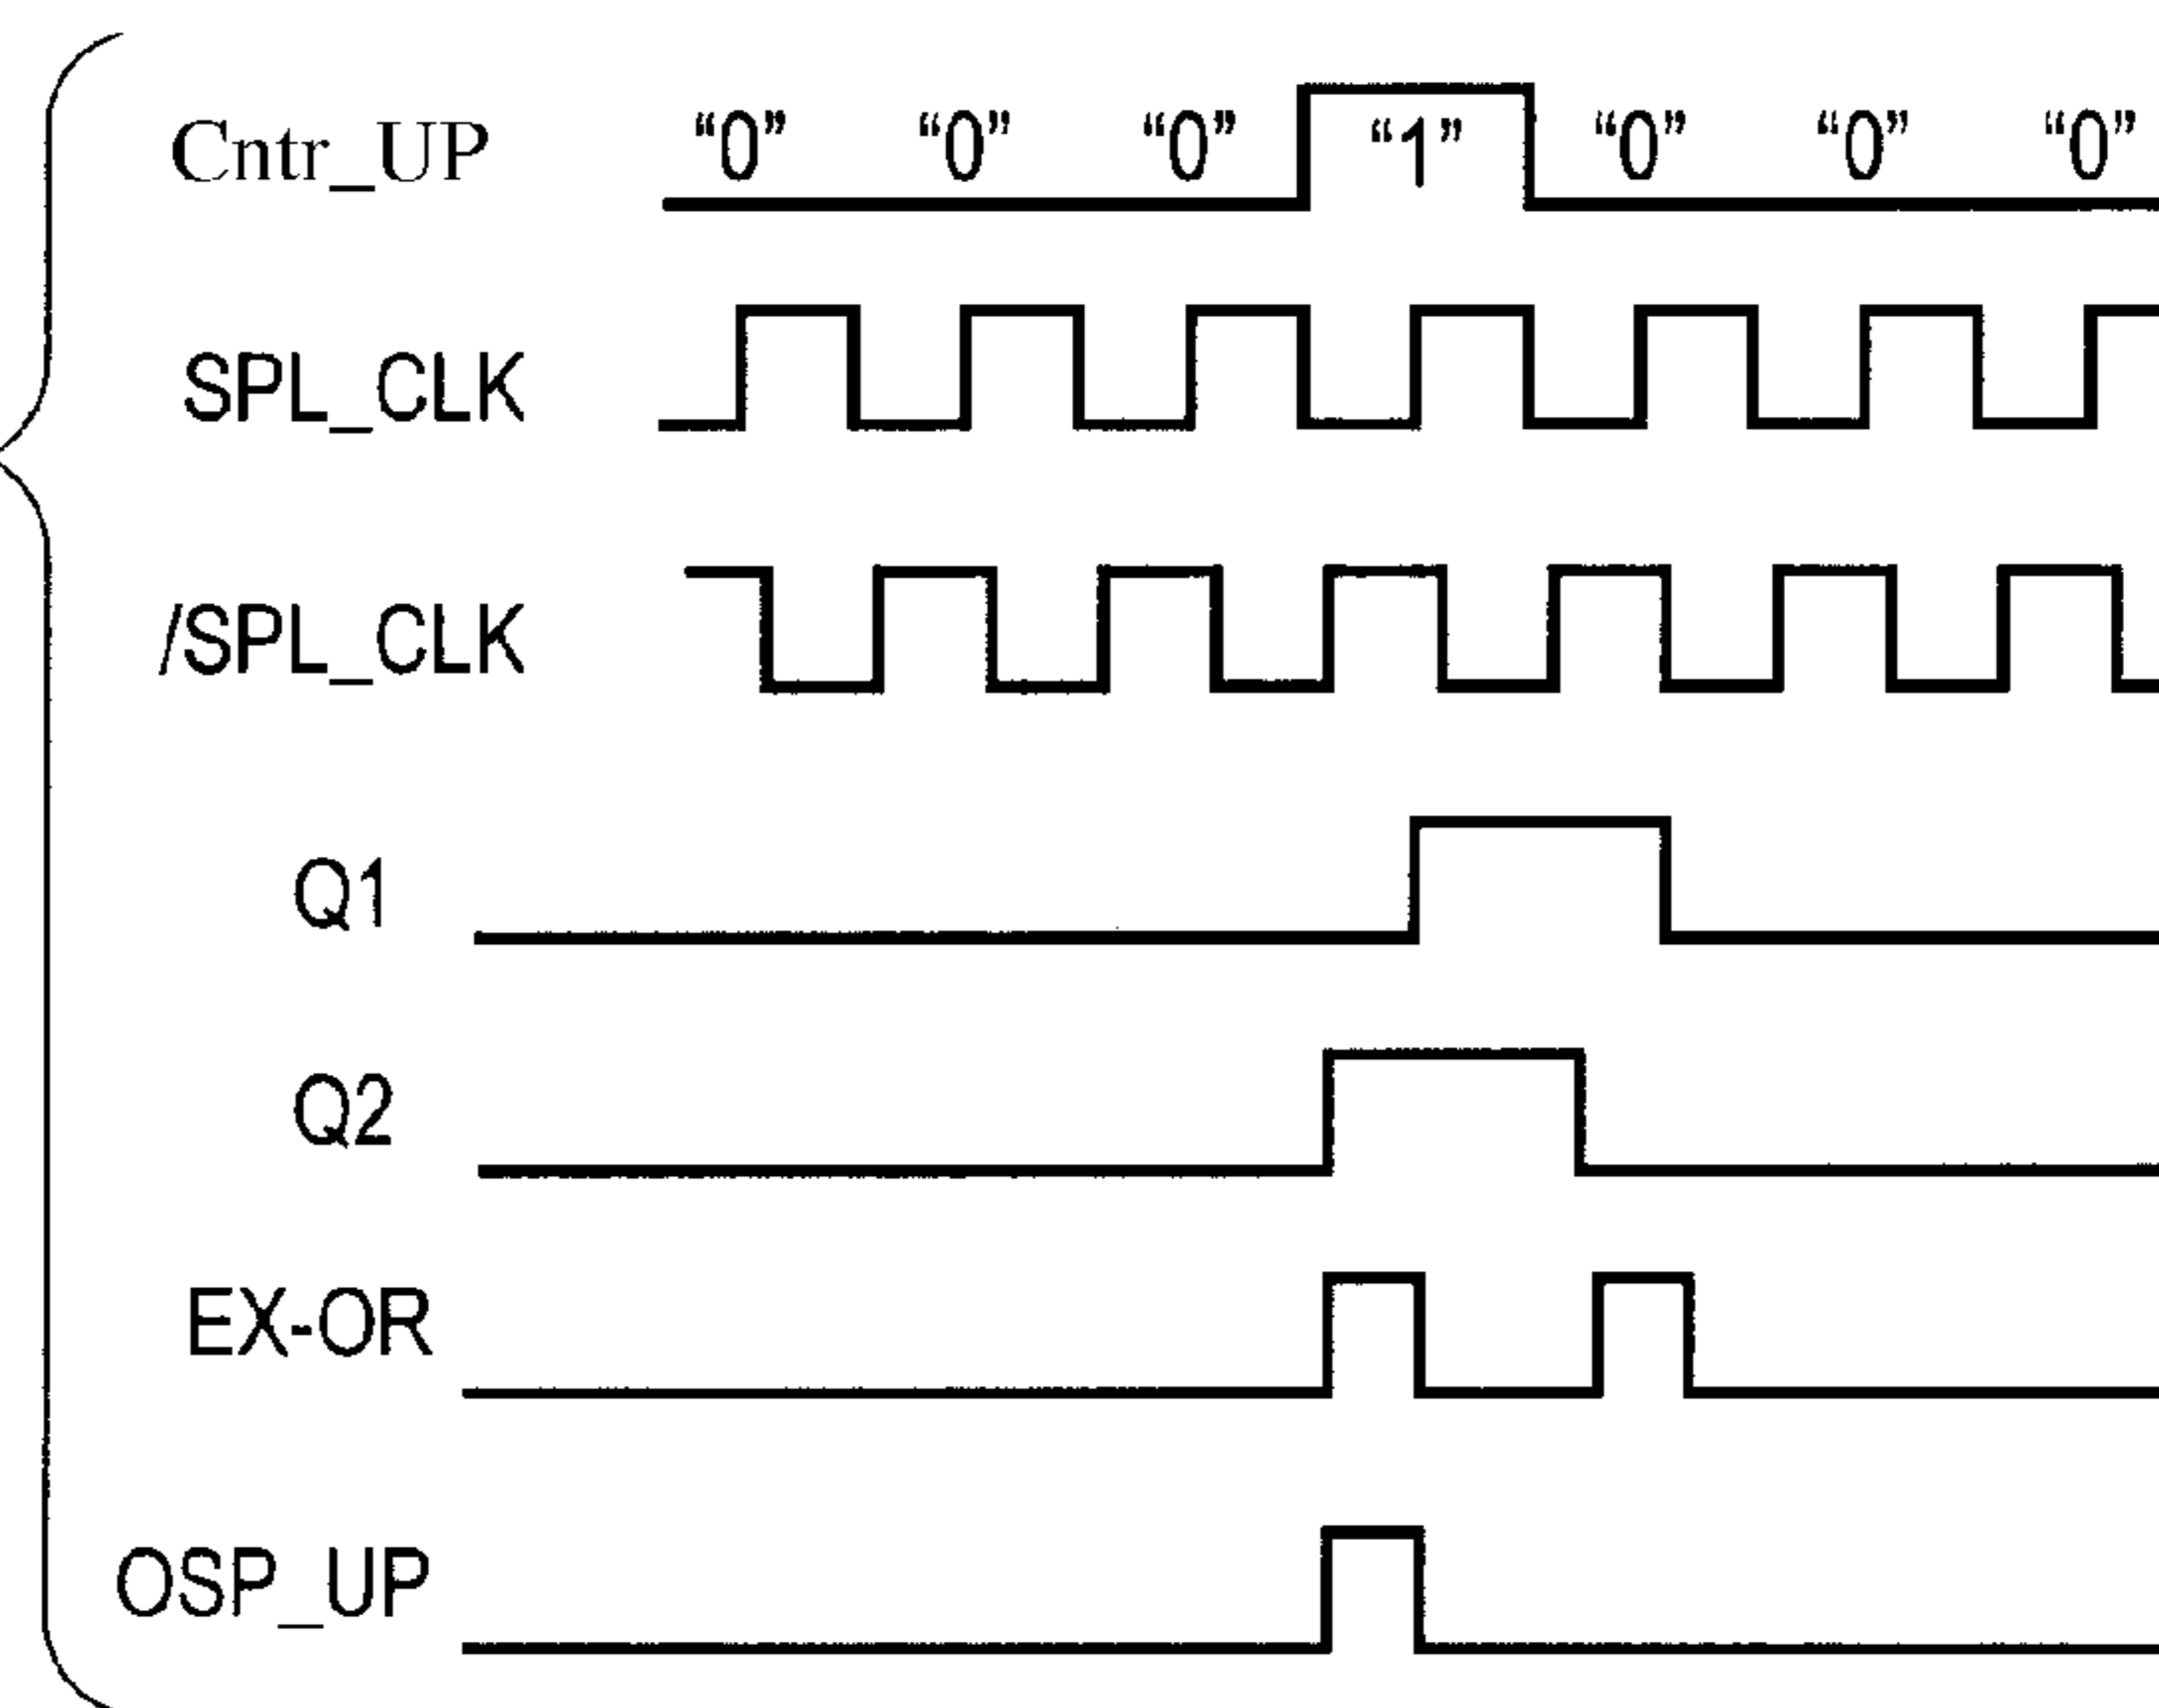 Cntr_UP “0” “0” “0” “1” “0” “0” “0”
SPL_CLK
/SPL_CLK
Q1
Q2
EX-OR
OSP_UP